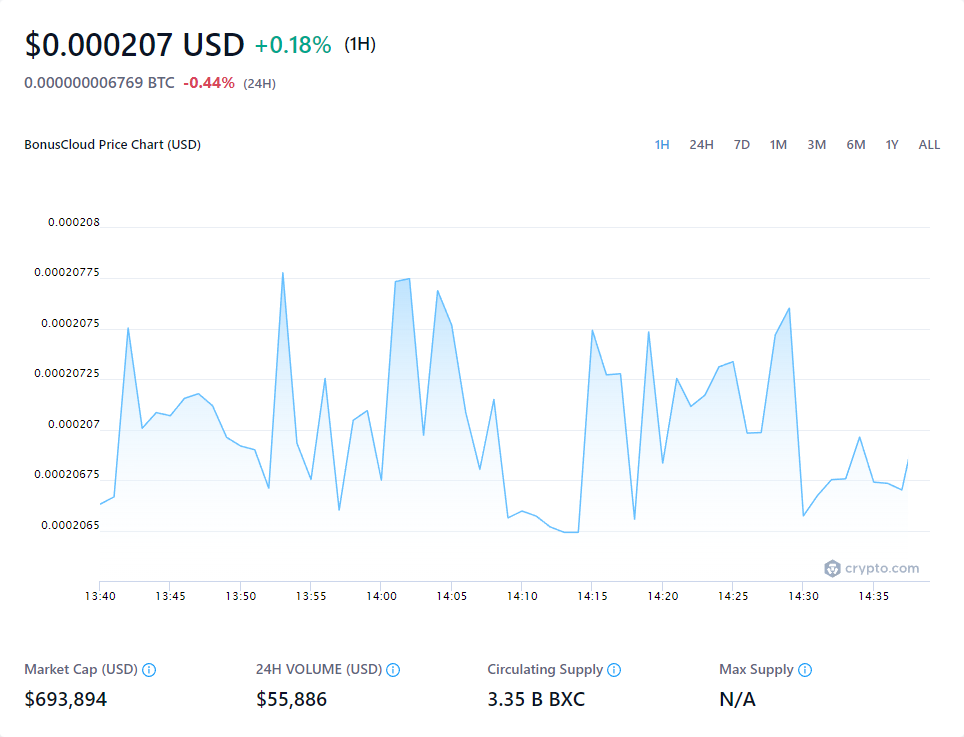 $0.000207 USD +0.18% (1H)
0.000000006769 BTC -0.44% (24H)
BonusCloud Price Chart (USD) 1H 24H 7D 1M 3M 6M 1Y ALL
0.000208
0.00020775
0.0002075
0.00020725
0.000207
0.00020675
0.0002065
crypto.com
13:40 13:45 13:50 13:55 14:00 14:05 14:10 14:15 14:20 14:25 14:30 14:35
Market Cap (USD) 24H VOLUME (USD) Circulating Supply Max Supply
$693,894 $55,886 3.35 B BXC N/A